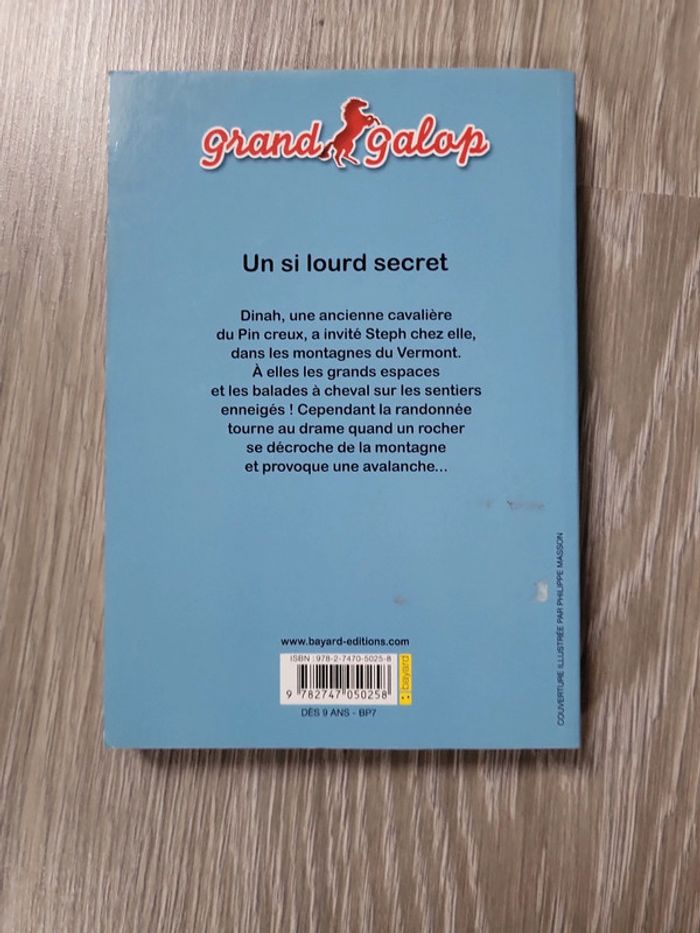 grand galop
Un si lourd secret
Dinah, une ancienne cavalière
du Pin creux, a invité Steph chez elle,
dans les montagnes du Vermont.
À elles les grands espaces
et les balades à cheval sur les sentiers
enneigés ! Cependant la randonnée
tourne au drame quand un rocher
se décroche de la montagne
et provoque une avalanche...
www.bayard-editions.com
ISBN : 978-2-7470-5025-8
9 782747 050258
bayard
DÈS 9 ANS - BP7
COUVERTURE ILLUSTRÉE PAR PHILIPPE MASSON